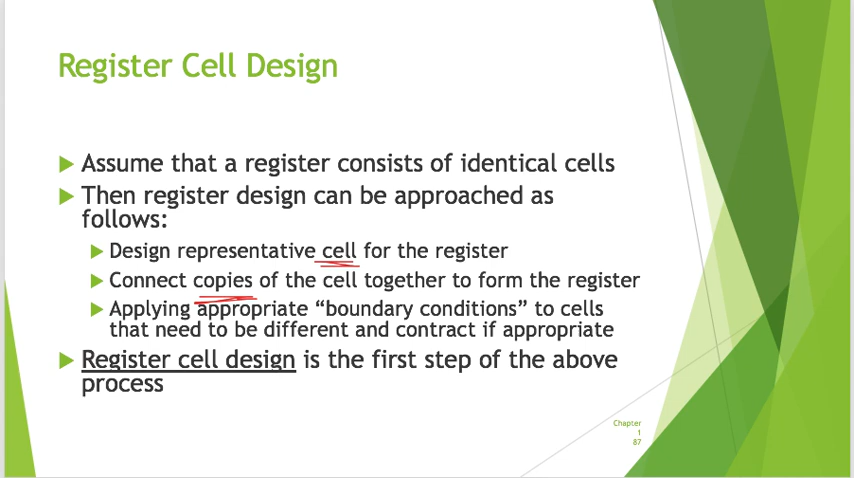 Register Cell Design
Assume that a register consists of identical cells
Then register design can be approached as
follows:
Design representative cell for the register
Connect copies of the cell together to form the register
Applying appropriate “boundary conditions” to cells
that need to be different and contract if appropriate
Register cell design is the first step of the above
process
Chapter
1
87